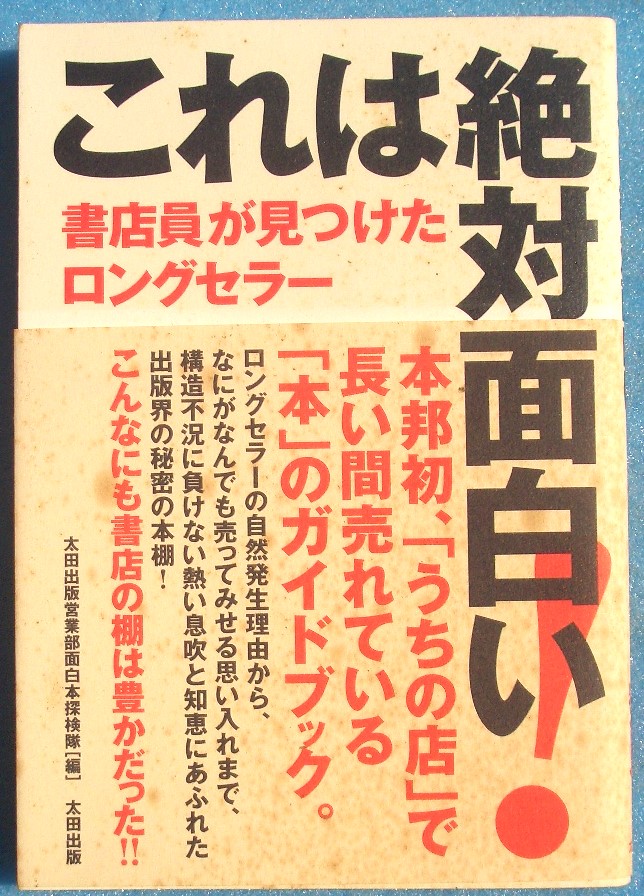 これは
絶対面白い!
書店員が見つけた
ロングセラー
本邦初、「うちの店」で
長い間売れている
「本」のガイドブック。
ロングセラーの自然発生理由から、
なにがなんでも売ってみせる思い入れまで、
構造不況に負けない熱い息吹と知恵にあふれた
出版界の秘密の本棚!
こんなにも書店の棚は豊かだった!!
太田出版営業部面白本探検隊[編] 太田出版